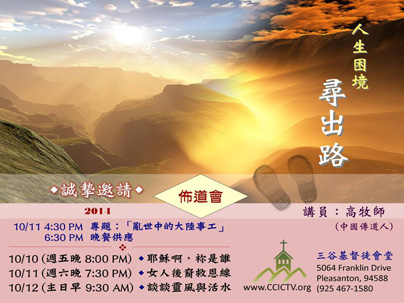 人生困境
尋出路
誠摯邀請
佈道會
2014
10/11 4:30 PM 專題：「亂世中的大陸事工」
6:30 PM 晚餐供應
10/10 (週五晚 8:00 PM) ◆ 耶穌啊，祢是誰
10/11 (週六晚 7:30 PM) ◆ 女人後裔救恩線
10/12 (主日早 9:30 AM) ◆ 談談靈風與活水
講員：高牧師
(中國傳道人)
三谷基督徒會堂
5064 Franklin Drive
Pleasanton, 94588
www.CCICTV.org (925 467-1580)